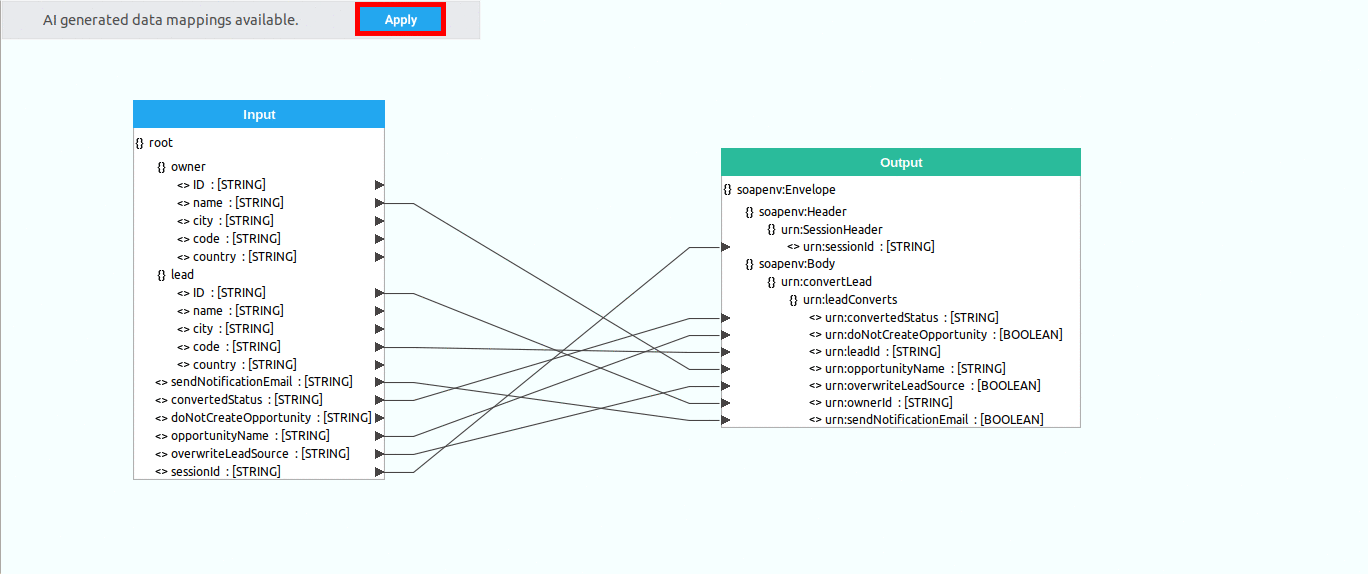 AI generated data mappings available.
Apply
Input
{} root
{} owner
<> ID : [STRING]
<> name : [STRING]
<> city : [STRING]
<> code : [STRING]
<> country : [STRING]
{} lead
<> ID : [STRING]
<> name : [STRING]
<> city : [STRING]
<> code : [STRING]
<> country : [STRING]
<> sendNotificationEmail : [STRING]
<> convertedStatus : [STRING]
<> doNotCreateOpportunity : [STRING]
<> opportunityName : [STRING]
<> overwriteLeadSource : [STRING]
<> sessionId : [STRING]
Output
{} soapenv:Envelope
{} soapenv:Header
{} urn:SessionHeader
<> urn:sessionId : [STRING]
{} soapenv:Body
{} urn:convertLead
{} urn:leadConverts
<> urn:convertedStatus : [STRING]
<> urn:doNotCreateOpportunity : [BOOLEAN]
<> urn:leadId : [STRING]
<> urn:opportunityName : [STRING]
<> urn:overwriteLeadSource : [BOOLEAN]
<> urn:ownerId : [STRING]
<> urn:sendNotificationEmail : [BOOLEAN]